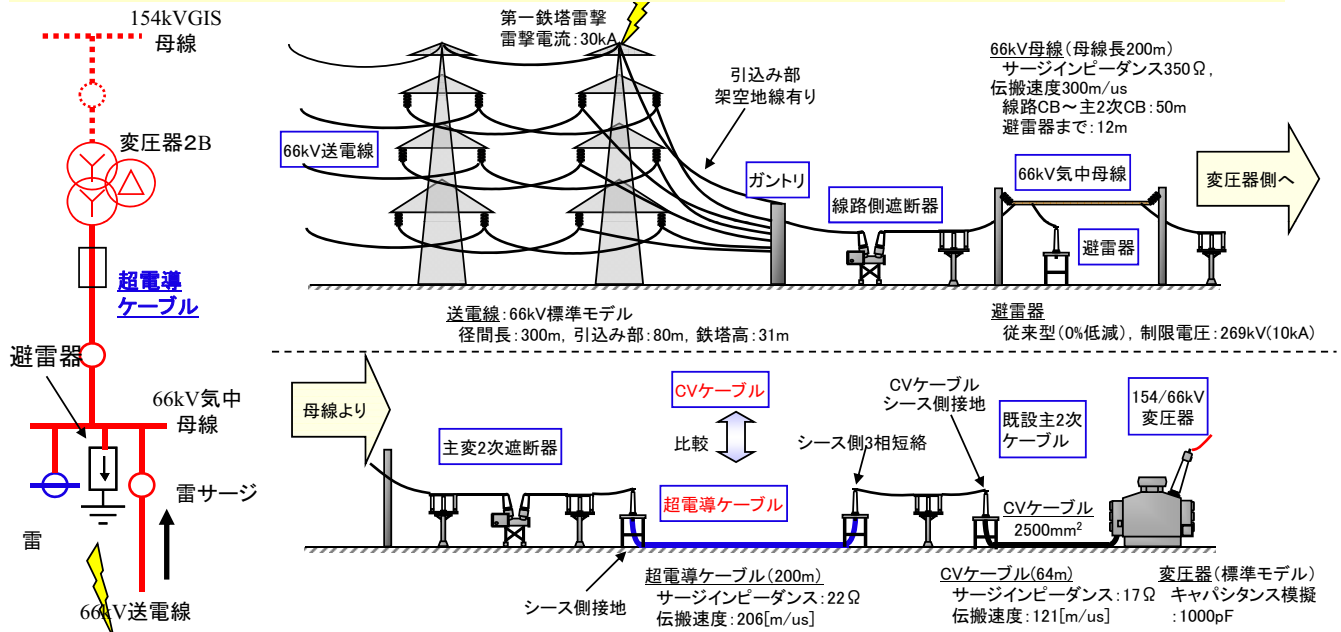 154kVGIS
母線
変圧器2B
超電導
ケーブル
避雷器
66kV気中
母線
雷サージ
雷
66kV送電線
第一鉄塔雷撃
雷撃電流:30kA
引込み部
架空地線有り
66kV送電線
ガントリ
線路側遮断器
66kV母線(母線長200m)
サージインピーダンス350Ω,
伝搬速度300m/us
線路CB～主2次CB:50m
避雷器まで:12m
66kV気中母線
避雷器
変圧器側へ
送電線:66kV標準モデル
径間長:300m, 引込み部:80m, 鉄塔高:31m
避雷器
従来型(0%低減), 制限電圧:269kV(10kA)
母線より
主変2次遮断器
CVケーブル
比較
超電導ケーブル
シース側3相短絡
CVケーブル
シース側接地
既設主2次
ケーブル
154/66kV
変圧器
CVケーブル
2500mm²
シース側接地
超電導ケーブル(200m)
サージインピーダンス:22Ω
伝搬速度:206[m/us]
CVケーブル(64m)
サージインピーダンス:17Ω
伝搬速度:121[m/us]
変圧器(標準モデル)
キャパシタンス模擬
:1000pF